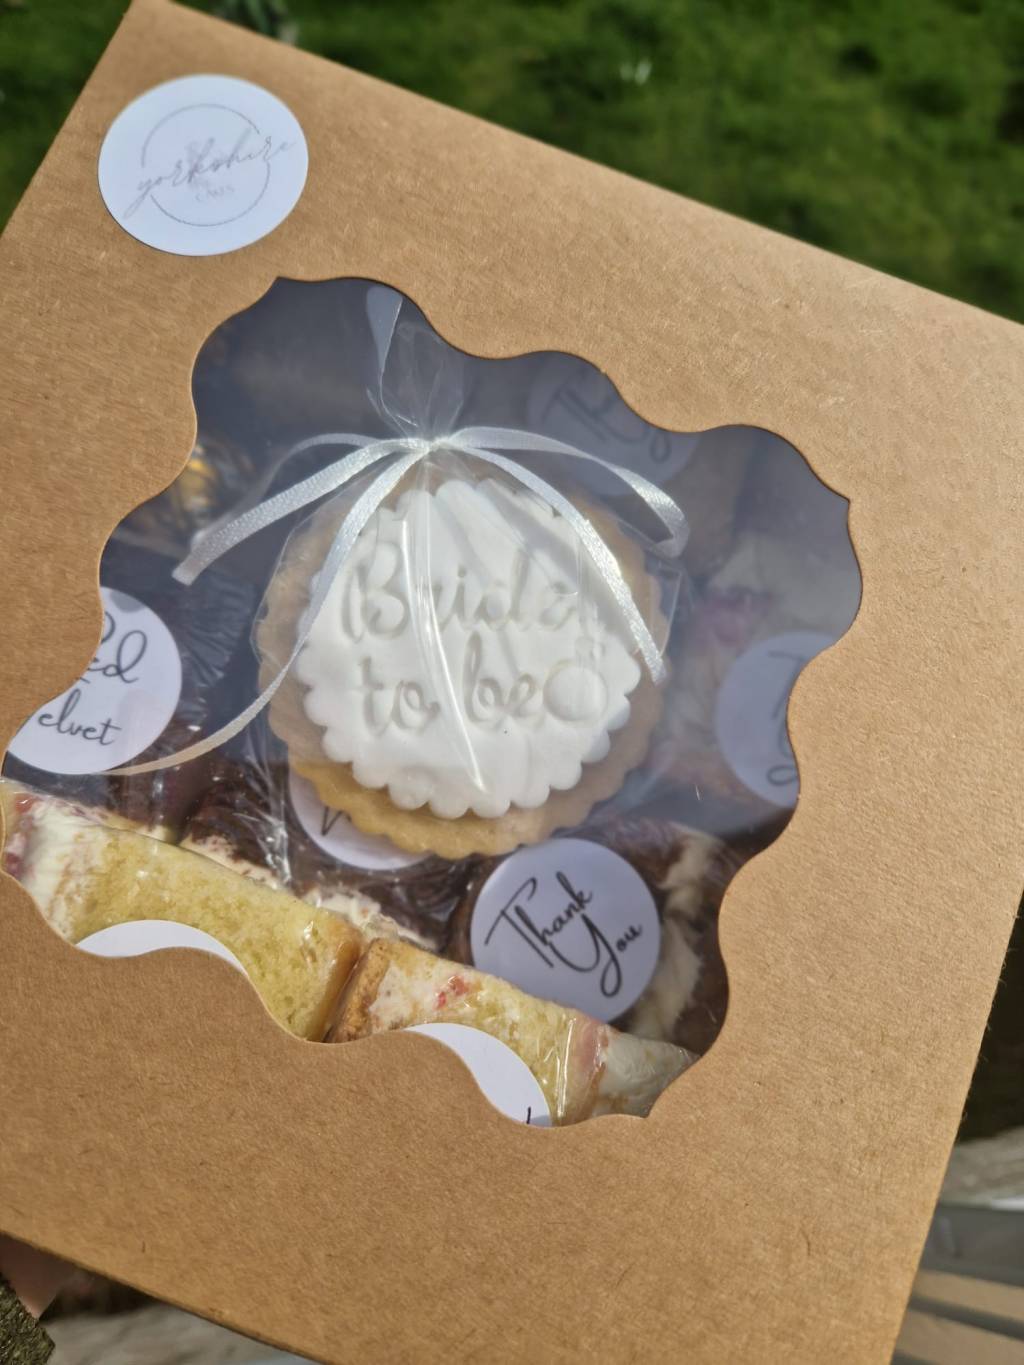 yorkshire
Bride
to be
Red
elvet
Thank
You